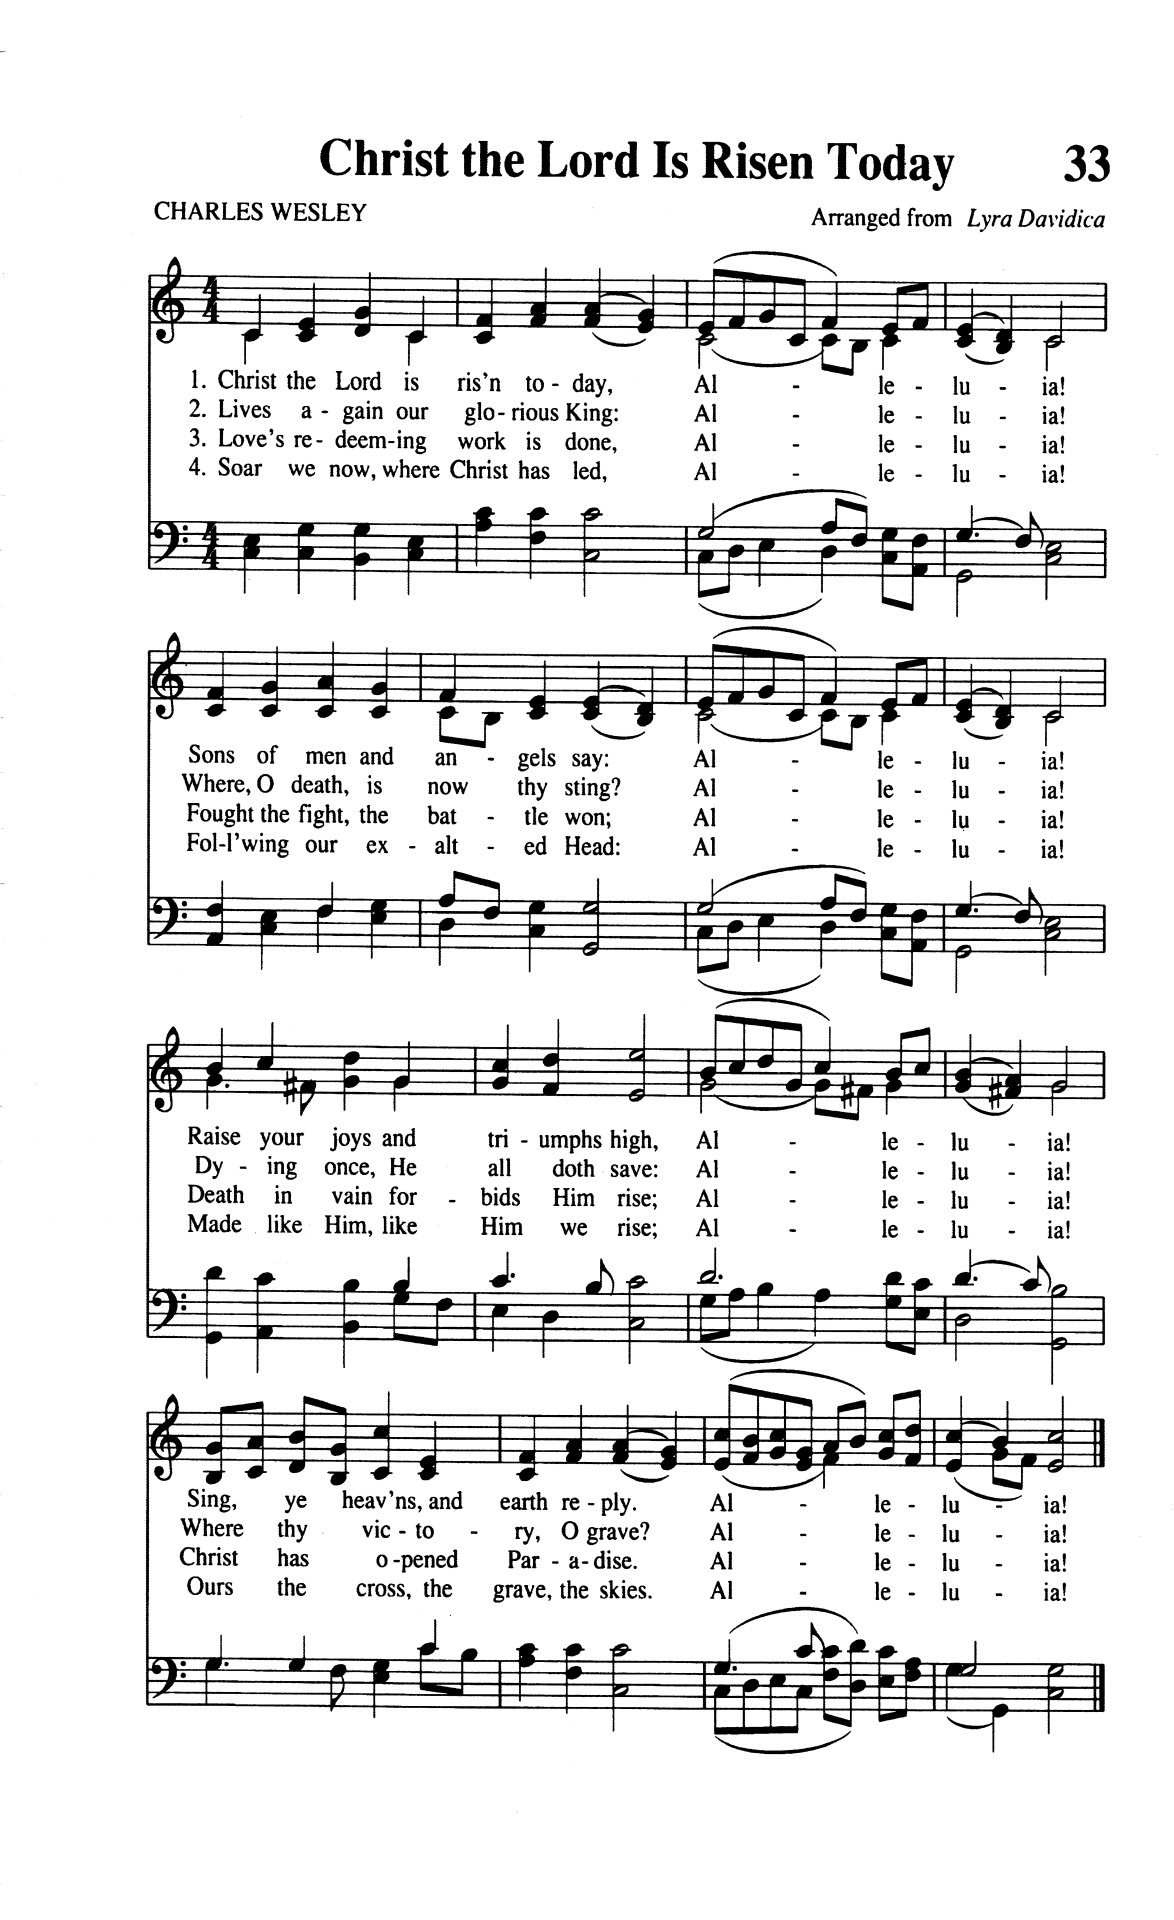 Christ the Lord Is Risen Today 33
CHARLES WESLEY
Arranged from Lyra Davidica
4
4
1. Christ the Lord is ris'n to - day, Al - le - lu - ia!
2. Lives a - gain our glo - rious King: Al - le - lu - ia!
3. Love's re - deem - ing work is done, Al - le - lu - ia!
4. Soar we now, where Christ has led, Al - le - lu - ia!
4
4
Sons of men and an - gels say: Al - le - lu - ia!
Where, O death, is now thy sting? Al - le - lu - ia!
Fought the fight, the bat - tle won; Al - le - lu - ia!
Fol-l'wing our ex - alt - ed Head: Al - le - lu - ia!
Raise your joys and tri - umphs high, Al - le - lu - ia!
Dy - ing once, He all doth save: Al - le - lu - ia!
Death in vain for - bids Him rise; Al - le - lu - ia!
Made like Him, like Him we rise; Al - le - lu - ia!
Sing, ye heav'ns, and earth re - ply. Al - le - lu - ia!
Where thy vic - to - ry, O grave? Al - le - lu - ia!
Christ has o - pened Par - a - dise. Al - le - lu - ia!
Ours the cross, the grave, the skies. Al - le - lu - ia!